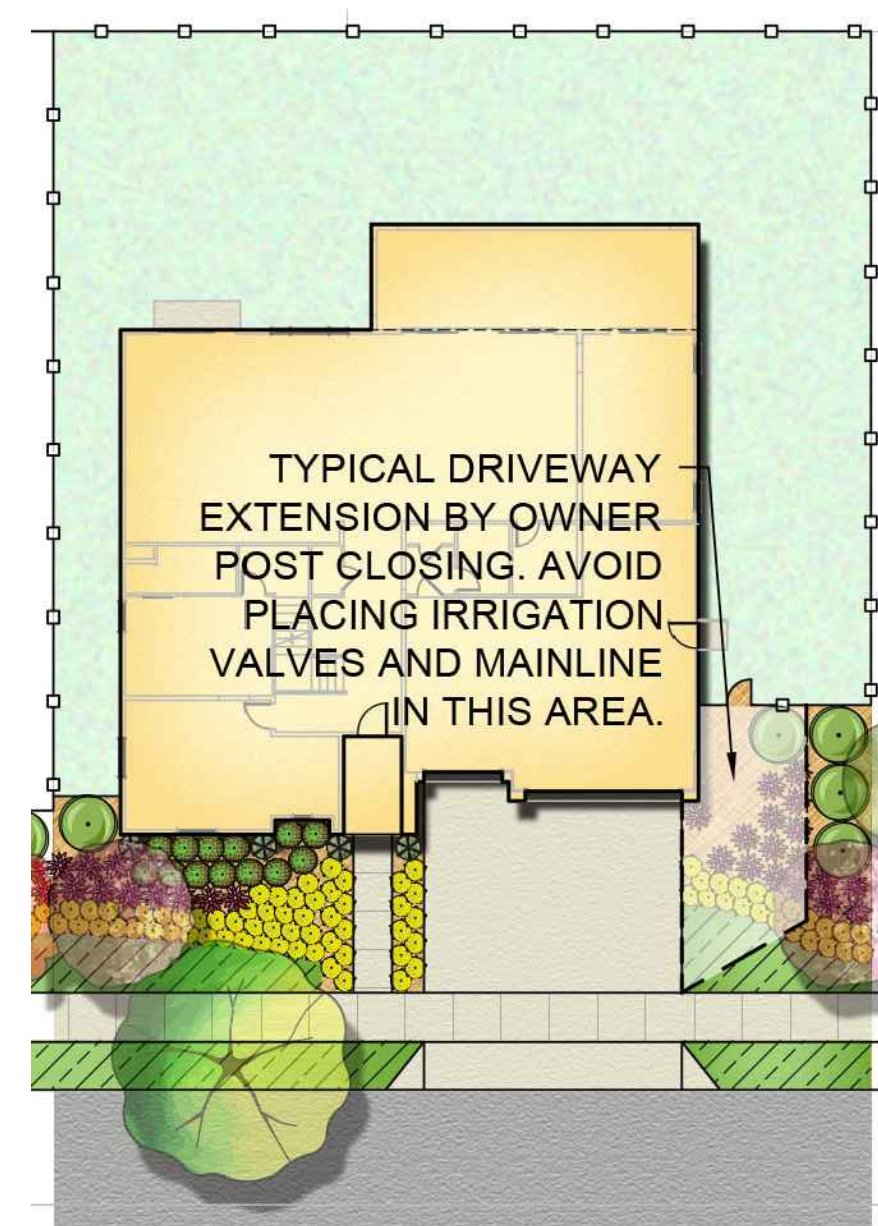 TYPICAL DRIVEWAY
EXTENSION BY OWNER
POST CLOSING. AVOID
PLACING IRRIGATION
VALVES AND MAINLINE
IN THIS AREA.